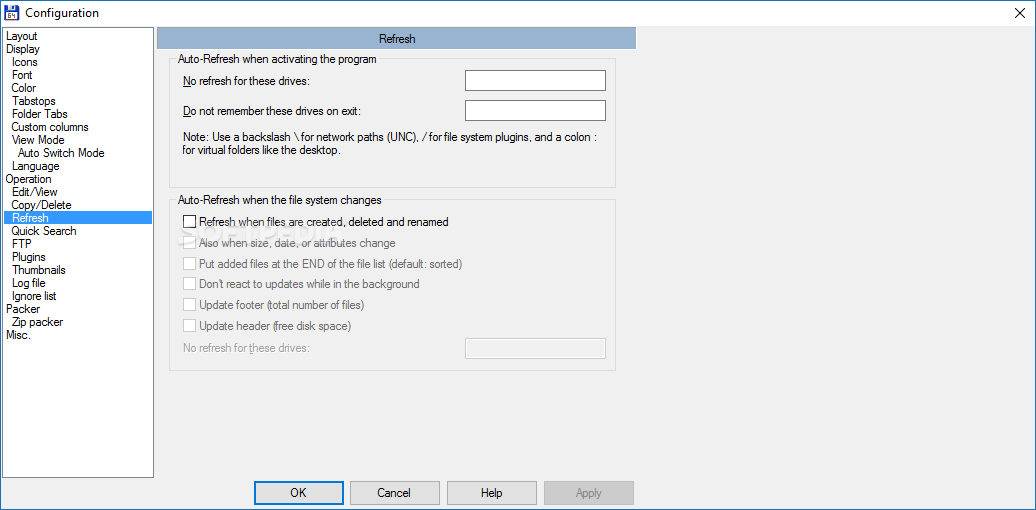 64
Configuration
Layout
Display
Icons
Font
Color
Tabstops
Folder Tabs
Custom columns
View Mode
Auto Switch Mode
Language
Operation
Edit/View
Copy/Delete
Refresh
Quick Search
FTP
Plugins
Thumbnails
Log file
Ignore list
Packer
Zip packer
Misc.
Refresh
Auto-Refresh when activating the program
No refresh for these drives:
Do not remember these drives on exit:
Note: Use a backslash \ for network paths (UNC), / for file system plugins, and a colon :
for virtual folders like the desktop.
Auto-Refresh when the file system changes
Refresh when files are created, deleted and renamed
SOFTPEDIA
Also when size, date, or attributes change
Put added files at the END of the file list (default: sorted)
Don't react to updates while in the background
Update footer (total number of files)
Update header (free disk space)
No refresh for these drives:
OK
Cancel
Help
Apply